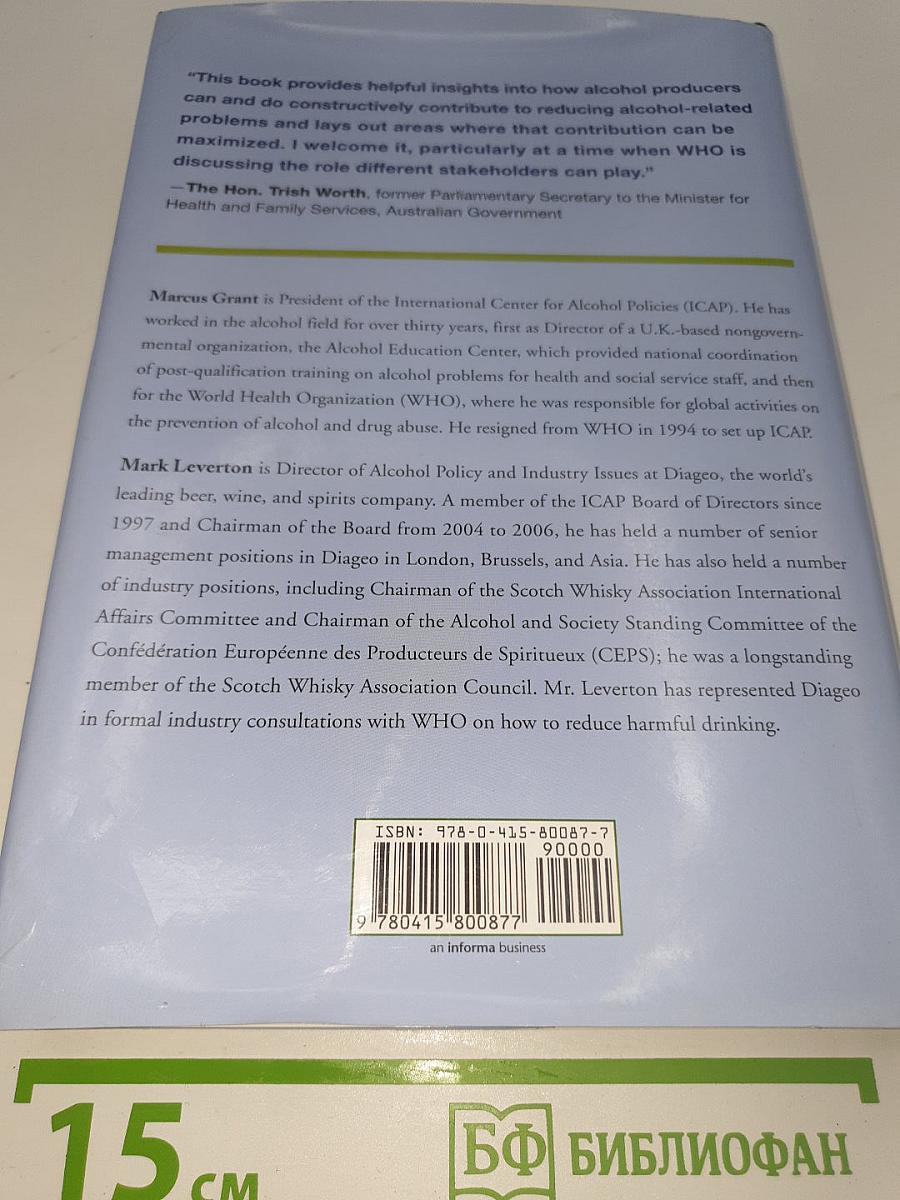 “This book provides helpful insights into how alcohol producers
can and do constructively contribute to reducing alcohol-related
problems and lays out areas where that contribution can be
maximized. I welcome it, particularly at a time when WHO is
discussing the role different stakeholders can play.”
—The Hon. Trish Worth, former Parliamentary Secretary to the Minister for
Health and Family Services, Australian Government
Marcus Grant is President of the International Center for Alcohol Policies (ICAP). He has
worked in the alcohol field for over thirty years, first as Director of a U.K.-based nongovern-
mental organization, the Alcohol Education Center, which provided national coordination
of post-qualification training on alcohol problems for health and social service staff, and then
for the World Health Organization (WHO), where he was responsible for global activities on
the prevention of alcohol and drug abuse. He resigned from WHO in 1994 to set up ICAP.
Mark Leverton is Director of Alcohol Policy and Industry Issues at Diageo, the world’s
leading beer, wine, and spirits company. A member of the ICAP Board of Directors since
1997 and Chairman of the Board from 2004 to 2006, he has held a number of senior
management positions in Diageo in London, Brussels, and Asia. He has also held a number
of industry positions, including Chairman of the Scotch Whisky Association International
Affairs Committee and Chairman of the Alcohol and Society Standing Committee of the
Confédération Européenne des Producteurs de Spiritueux (CEPS); he was a longstanding
member of the Scotch Whisky Association Council. Mr. Leverton has represented Diageo
in formal industry consultations with WHO on how to reduce harmful drinking.
ISBN: 978-0-415-80087-7
90000
9 780415 800877
an informa business
15 см
БФ БИБЛИОФАН